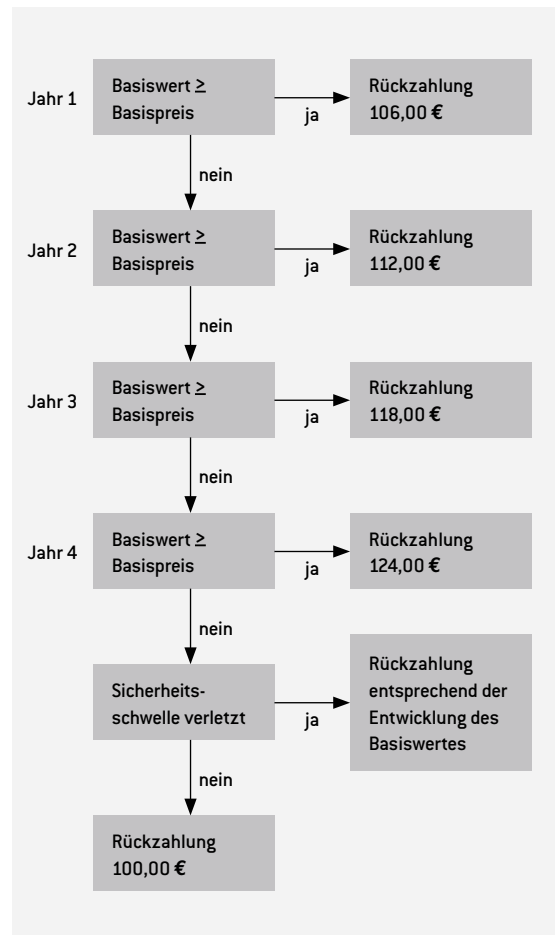 Jahr 1
Basiswert ≥
Basispreis
ja
Rückzahlung
106,00 €
nein
Jahr 2
Basiswert ≥
Basispreis
ja
Rückzahlung
112,00 €
nein
Jahr 3
Basiswert ≥
Basispreis
ja
Rückzahlung
118,00 €
nein
Jahr 4
Basiswert ≥
Basispreis
ja
Rückzahlung
124,00 €
nein
Sicherheits-
schwelle verletzt
ja
Rückzahlung
entsprechend der
Entwicklung des
Basiswertes
nein
Rückzahlung
100,00 €